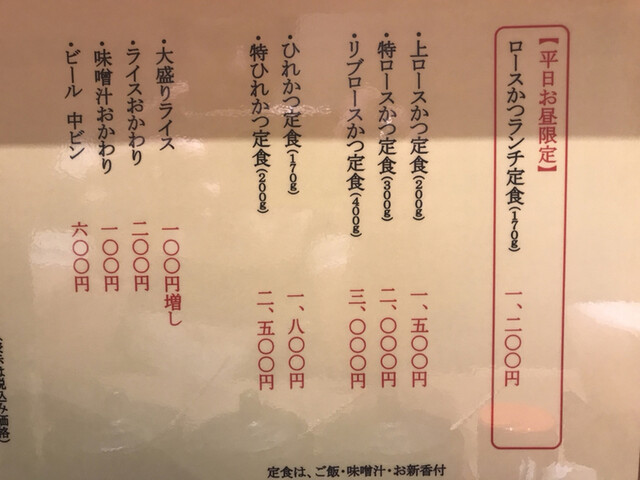 【平日お昼限定】
ロースかつランチ定食(170g) 一、二〇〇円
・上ロースかつ定食(200g) 一、五〇〇円
・特ロースかつ定食(300g) 二、〇〇〇円
・リブロースかつ定食(400g) 三、〇〇〇円
・ひれかつ定食(170g) 一、八〇〇円
・特ひれかつ定食(200g) 二、五〇〇円
・大盛りライス 一〇〇円増し
・ライスおかわり 二〇〇円
・味噌汁おかわり 一〇〇円
・ビール 中ビン 六〇〇円
税込み価格)
定食は、ご飯・味噌汁・お新香付